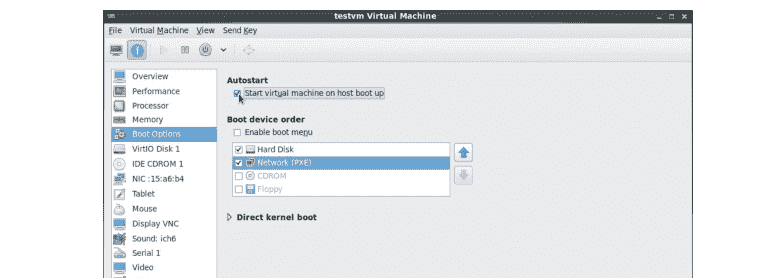 testvm Virtual Machine
File Virtual Machine View Send Key
Overview
Performance
Processor
Memory
Boot Options
VirtIO Disk 1
IDE CDROM 1
NIC :15:a6:b4
Tablet
Mouse
Display VNC
Sound: ich6
Serial 1
Video
Autostart
Start virtual machine on host boot up
Boot device order
Enable boot menu
Hard Disk
Network (PXE)
CDROM
Floppy
Direct kernel boot